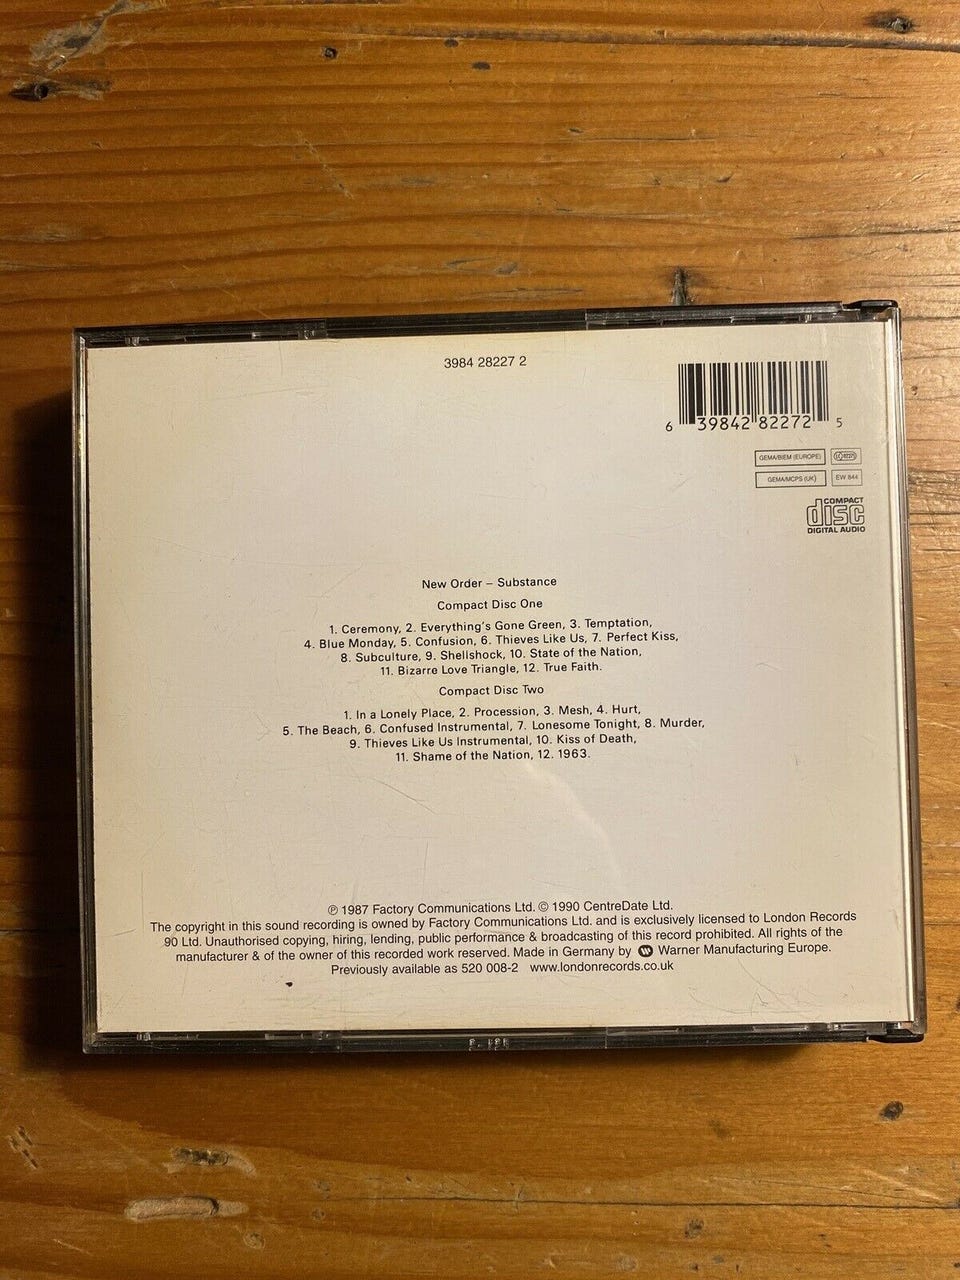 3984 28227 2
6 39842 82272 5
GEMA/BIEM (EUROPE)
GEMA/MCPS (UK) EW 844
COMPACT
disc
DIGITAL AUDIO
New Order – Substance
Compact Disc One
1. Ceremony, 2. Everything's Gone Green, 3. Temptation,
4. Blue Monday, 5. Confusion, 6. Thieves Like Us, 7. Perfect Kiss,
8. Subculture, 9. Shellshock, 10. State of the Nation,
11. Bizarre Love Triangle, 12. True Faith.
Compact Disc Two
1. In a Lonely Place, 2. Procession, 3. Mesh, 4. Hurt,
5. The Beach, 6. Confused Instrumental, 7. Lonesome Tonight, 8. Murder,
9. Thieves Like Us Instrumental, 10. Kiss of Death,
11. Shame of the Nation, 12. 1963.
℗ 1987 Factory Communications Ltd. © 1990 CentreDate Ltd.
The copyright in this sound recording is owned by Factory Communications Ltd. and is exclusively licensed to London Records
90 Ltd. Unauthorised copying, hiring, lending, public performance & broadcasting of this record prohibited. All rights of the
manufacturer & of the owner of this recorded work reserved. Made in Germany by Warner Manufacturing Europe.
Previously available as 520 008-2 www.londonrecords.co.uk